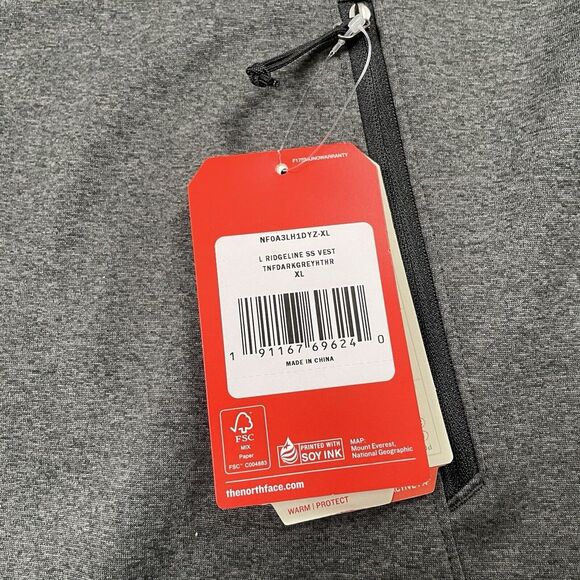 NF0A3LH1DYZ-XL
L RIDGELINE SS VEST
TNFDARKGREYHTHR
XL
1 91167 69624 0
MADE IN CHINA
FSC
MIX
Paper
FSC™ C004883
PRINTED WITH
SOY INK
MAP:
Mount Everest,
National Geographic
thenorthface.com
WARM | PROTECT